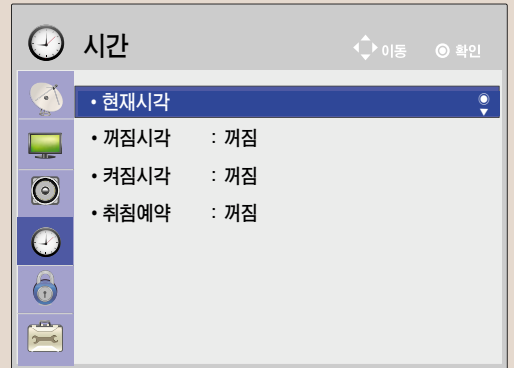 시간 이동 확인
• 현재시각
• 꺼짐시각 : 꺼짐
• 켜짐시각 : 꺼짐
• 취침예약 : 꺼짐